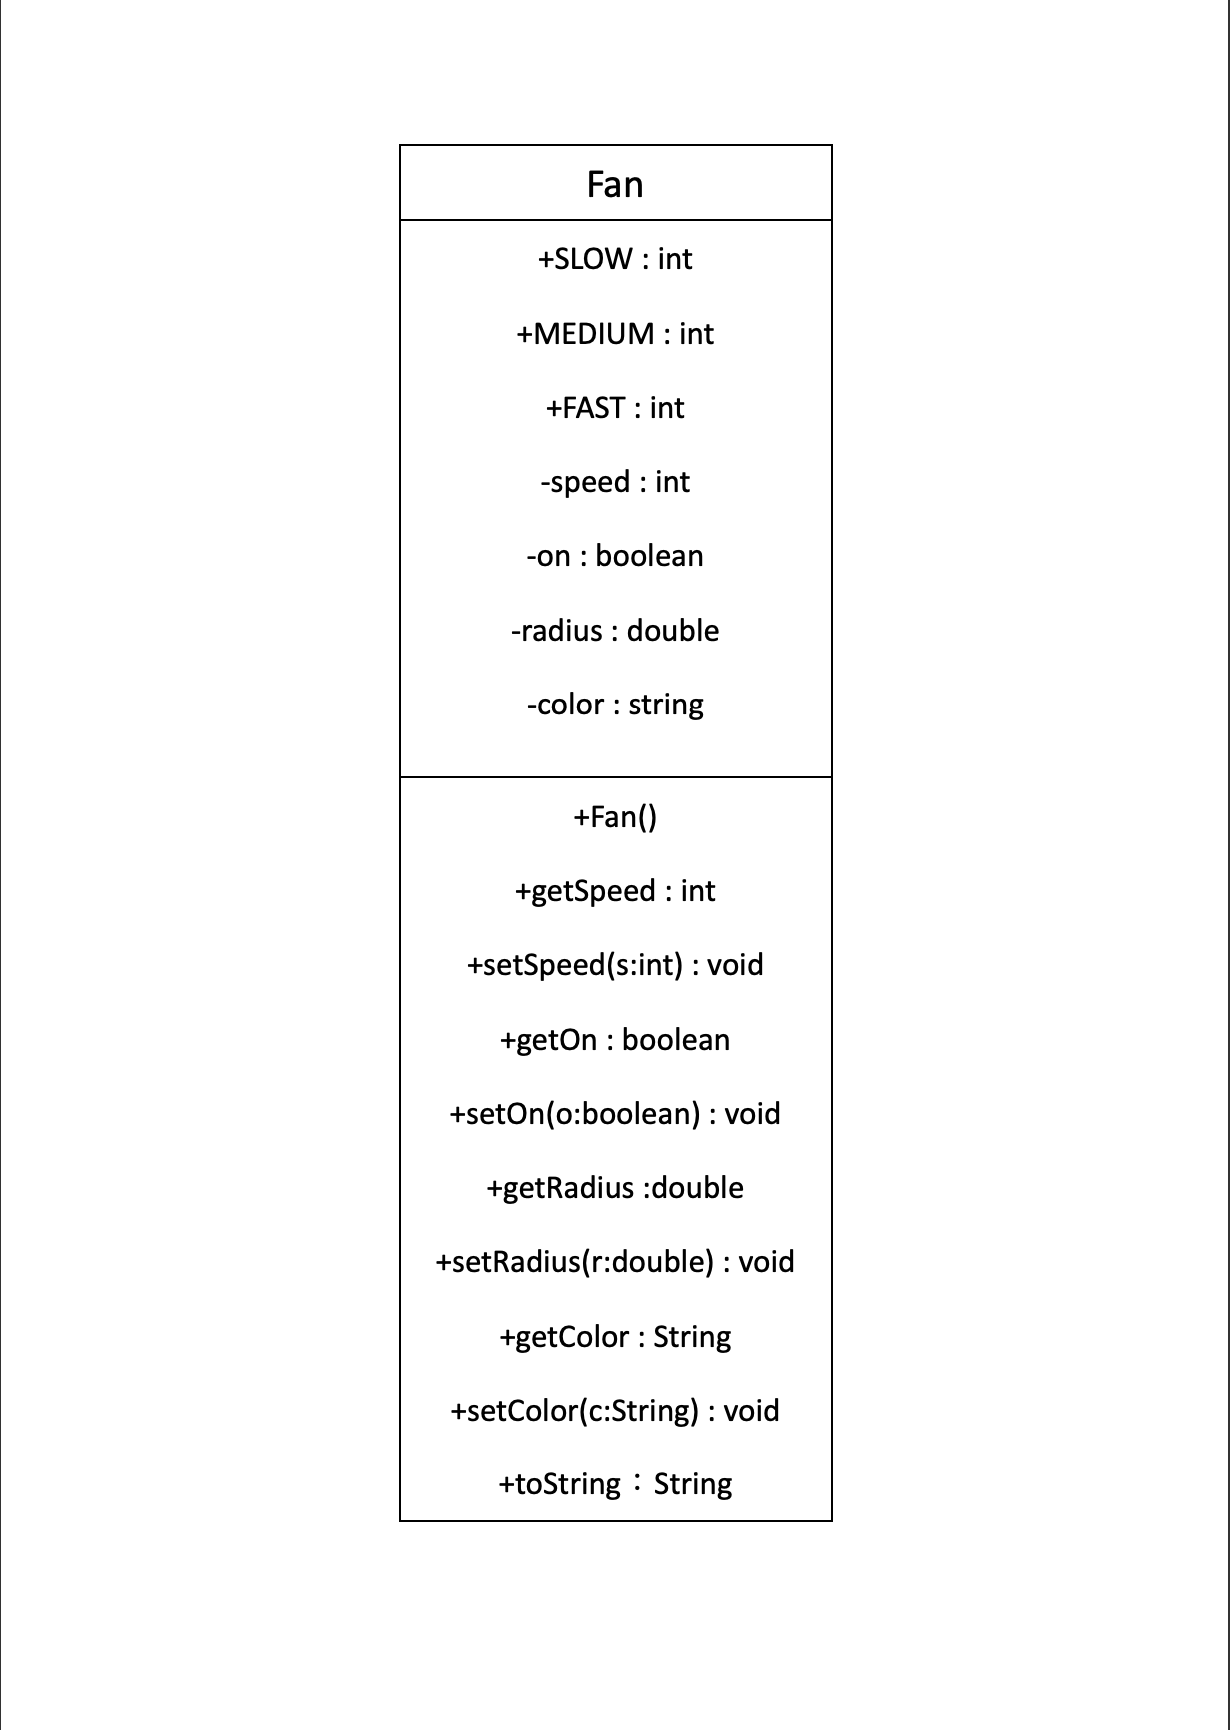 Fan
+SLOW : int
+MEDIUM : int
+FAST : int
-speed : int
-on : boolean
-radius : double
-color : string
+Fan()
+getSpeed : int
+setSpeed(s:int) : void
+getOn : boolean
+setOn(o:boolean) : void
+getRadius :double
+setRadius(r:double) : void
+getColor : String
+setColor(c:String) : void
+toString：String